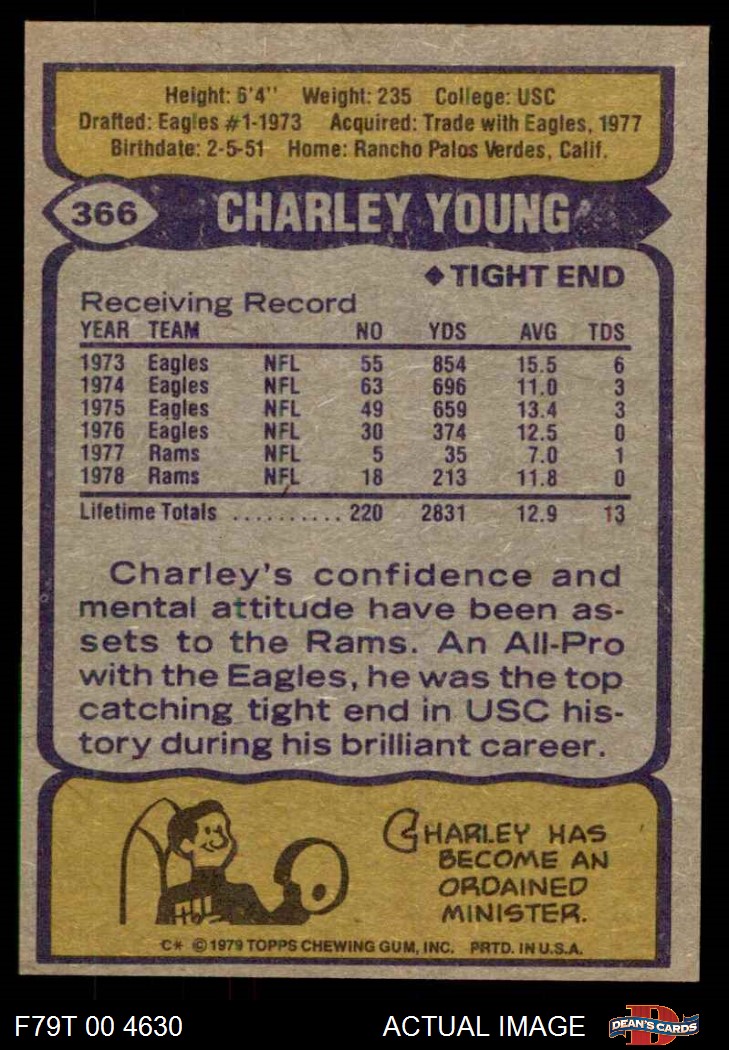 Height: 6'4" Weight: 235 College: USC
Drafted: Eagles #1-1973 Acquired: Trade with Eagles, 1977
Birthdate: 2-5-51 Home: Rancho Palos Verdes, Calif.
366 CHARLEY YOUNG
◆TIGHT END
Receiving Record
YEAR TEAM NO YDS AVG TDS
1973 Eagles NFL 55 854 15.5 6
1974 Eagles NFL 63 696 11.0 3
1975 Eagles NFL 49 659 13.4 3
1976 Eagles NFL 30 374 12.5 0
1977 Rams NFL 5 35 7.0 1
1978 Rams NFL 18 213 11.8 0
Lifetime Totals .......... 220 2831 12.9 13
Charley's confidence and
mental attitude have been as-
sets to the Rams. An All-Pro
with the Eagles, he was the top
catching tight end in USC his-
tory during his brilliant career.
CHARLEY HAS
BECOME AN
ORDAINED
MINISTER.
C* ©1979 TOPPS CHEWING GUM, INC. PRTD. IN U.S.A.
F79T 00 4630 ACTUAL IMAGE D DEAN'S CARDS